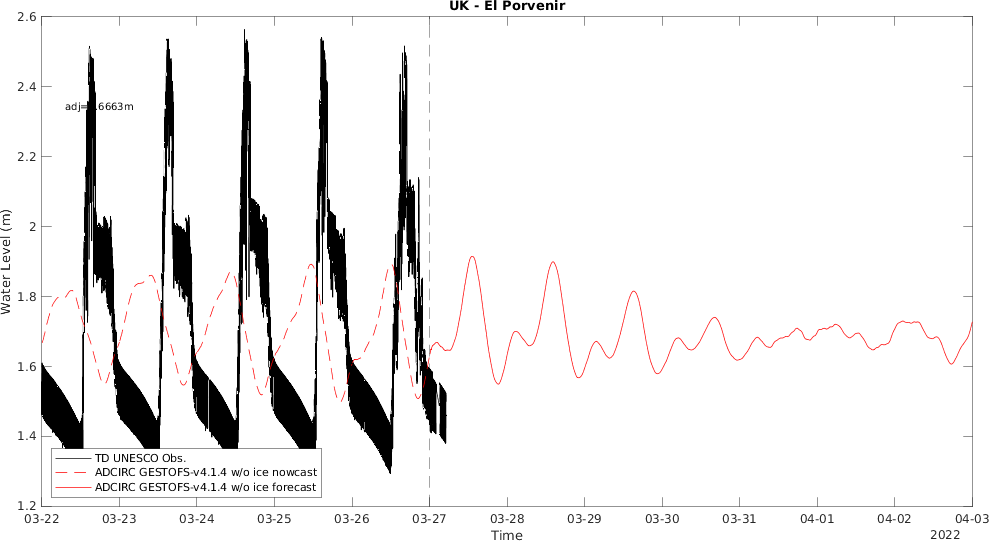 UK - El Porvenir
2.6
2.4
2.2
2
1.8
1.6
1.4
1.2
Water Level (m)
adj= .6663m
TD UNESCO Obs.
ADCIRC GESTOFS-v4.1.4 w/o ice nowcast
ADCIRC GESTOFS-v4.1.4 w/o ice forecast
03-22 03-23 03-24 03-25 03-26 03-27 03-28 03-29 03-30 03-31 04-01 04-02 04-03
Time
2022